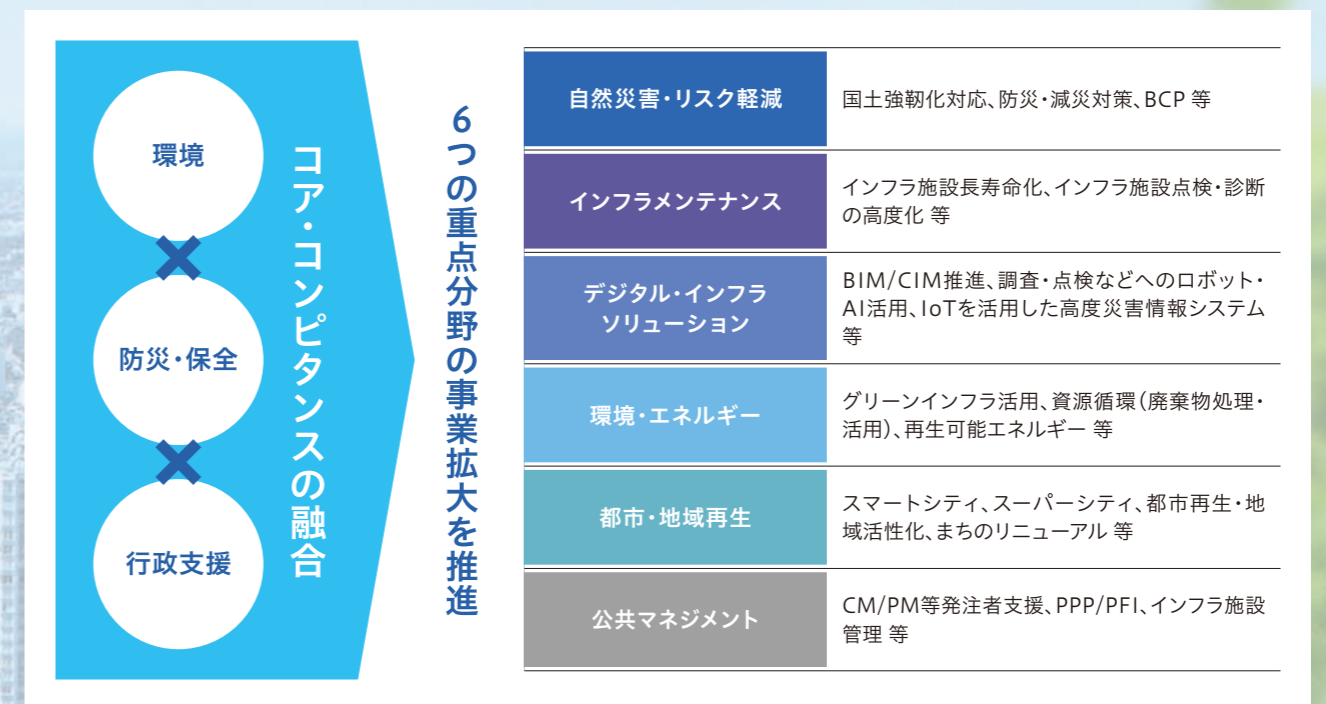 環境
防災・保全
行政支援
コア・コンピタンスの融合
6つの重点分野の事業拡大を推進
自然災害・リスク軽減
国土強靭化対応、防災・減災対策、BCP 等
インフラメンテナンス
インフラ施設長寿命化、インフラ施設点検・診断
の高度化 等
デジタル・インフラ
ソリューション
BIM/CIM推進、調査・点検などへのロボット・
AI活用、IoTを活用した高度災害情報システム
等
環境・エネルギー
グリーンインフラ活用、資源循環(廃棄物処理・
活用)、再生可能エネルギー 等
都市・地域再生
スマートシティ、スーパーシティ、都市再生・地
域活性化、まちのリニューアル 等
公共マネジメント
CM/PM等発注者支援、PPP/PFI、インフラ施設
管理 等